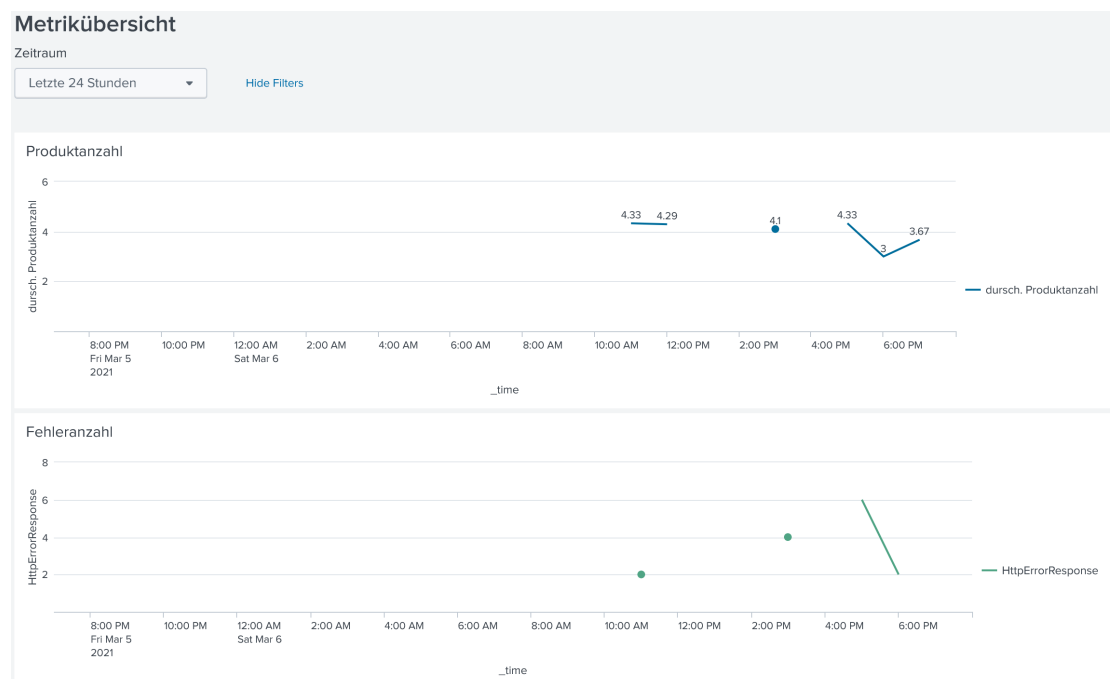 Metrikübersicht
Zeitraum
Letzte 24 Stunden
Hide Filters
Produktanzahl
6
4
2
dursch. Produktanzahl
4.33
4.29
4.1
4.33
3
3.67
dursch. Produktanzahl
8:00 PM 10:00 PM 12:00 AM 2:00 AM 4:00 AM 6:00 AM 8:00 AM 10:00 AM 12:00 PM 2:00 PM 4:00 PM 6:00 PM
Fri Mar 5 Sat Mar 6
2021
_time
Fehleranzahl
8
6
4
2
HttpErrorResponse
HttpErrorResponse
8:00 PM 10:00 PM 12:00 AM 2:00 AM 4:00 AM 6:00 AM 8:00 AM 10:00 AM 12:00 PM 2:00 PM 4:00 PM 6:00 PM
Fri Mar 5 Sat Mar 6
2021
_time